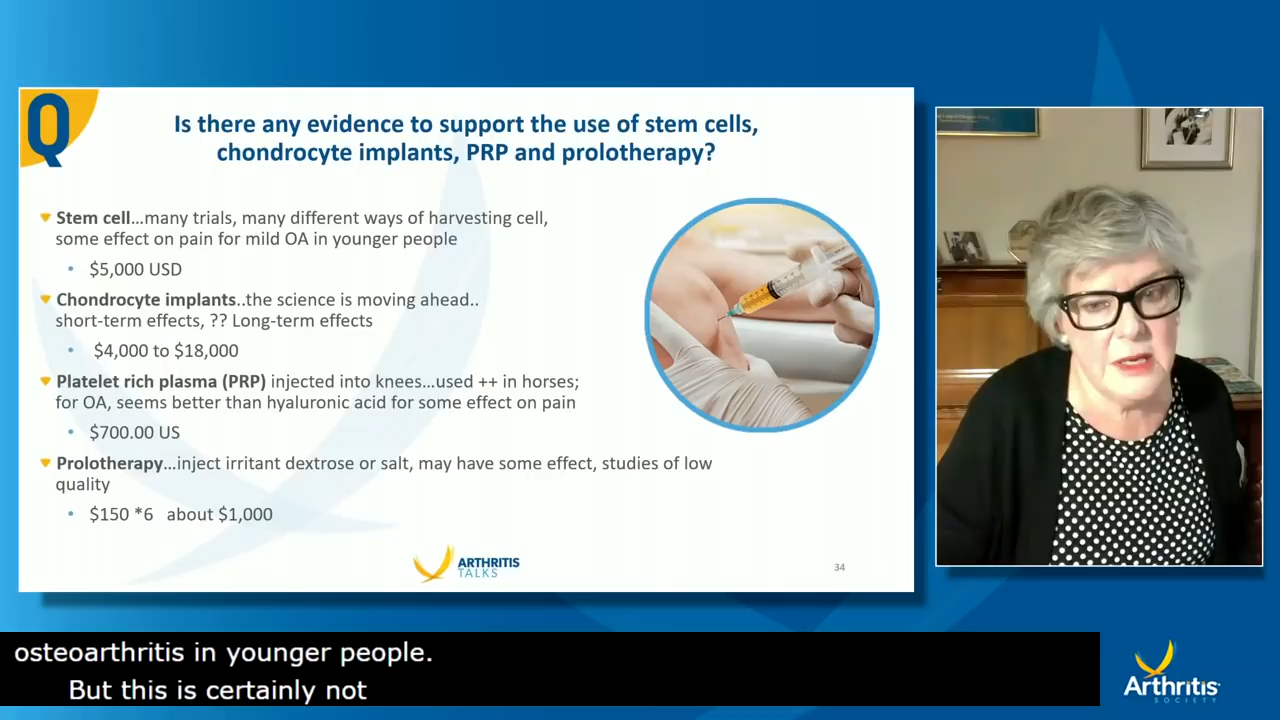 Q
Is there any evidence to support the use of stem cells,
chondrocyte implants, PRP and prolotherapy?
Stem cell…many trials, many different ways of harvesting cell,
some effect on pain for mild OA in younger people
• $5,000 USD
Chondrocyte implants..the science is moving ahead..
short-term effects, ?? Long-term effects
• $4,000 to $18,000
Platelet rich plasma (PRP) injected into knees…used ++ in horses;
for OA, seems better than hyaluronic acid for some effect on pain
• $700.00 US
Prolotherapy…inject irritant dextrose or salt, may have some effect, studies of low
quality
• $150 *6 about $1,000
ARTHRITIS
TALKS
34
osteoarthritis in younger people.
But this is certainly not
Arthritis
SOCIETY